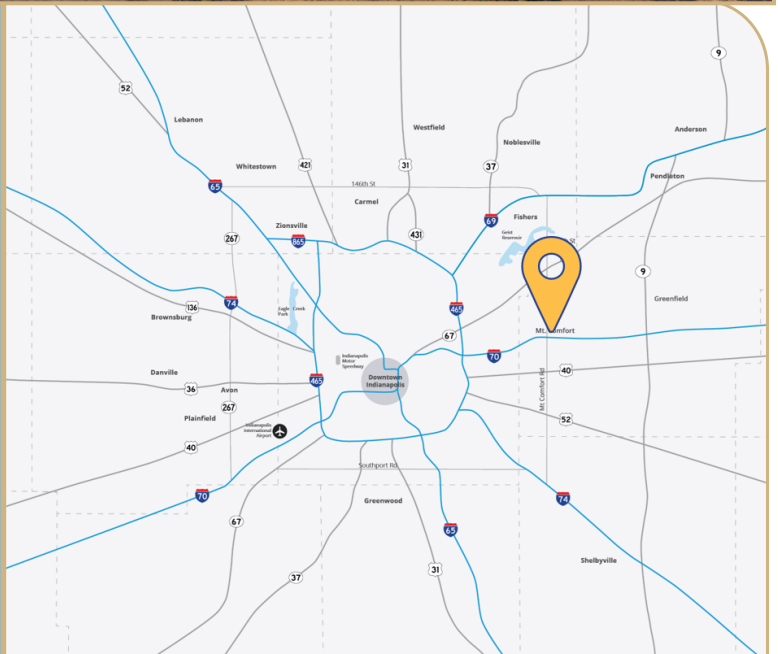 9
52
Lebanon
Westfield
Anderson
Noblesville
Whitestown
421
31
37
Pendleton
65
146th St
Carmel
69
Fishers
Zionsville
267
865
431
Geist
Reservoir
St
9
Greenfield
74
136
Eagle Creek
Park
465
Brownsburg
67
Mt. Comfort
70
Indianapolis
Motor
Speedway
Danville
465
Downtown
Indianapolis
40
36
Avon
Mt Comfort Rd
267
Plainfield
52
Indianapolis
International
Airport
40
Southport Rd
70
Greenwood
74
67
65
Shelbyville
31
37